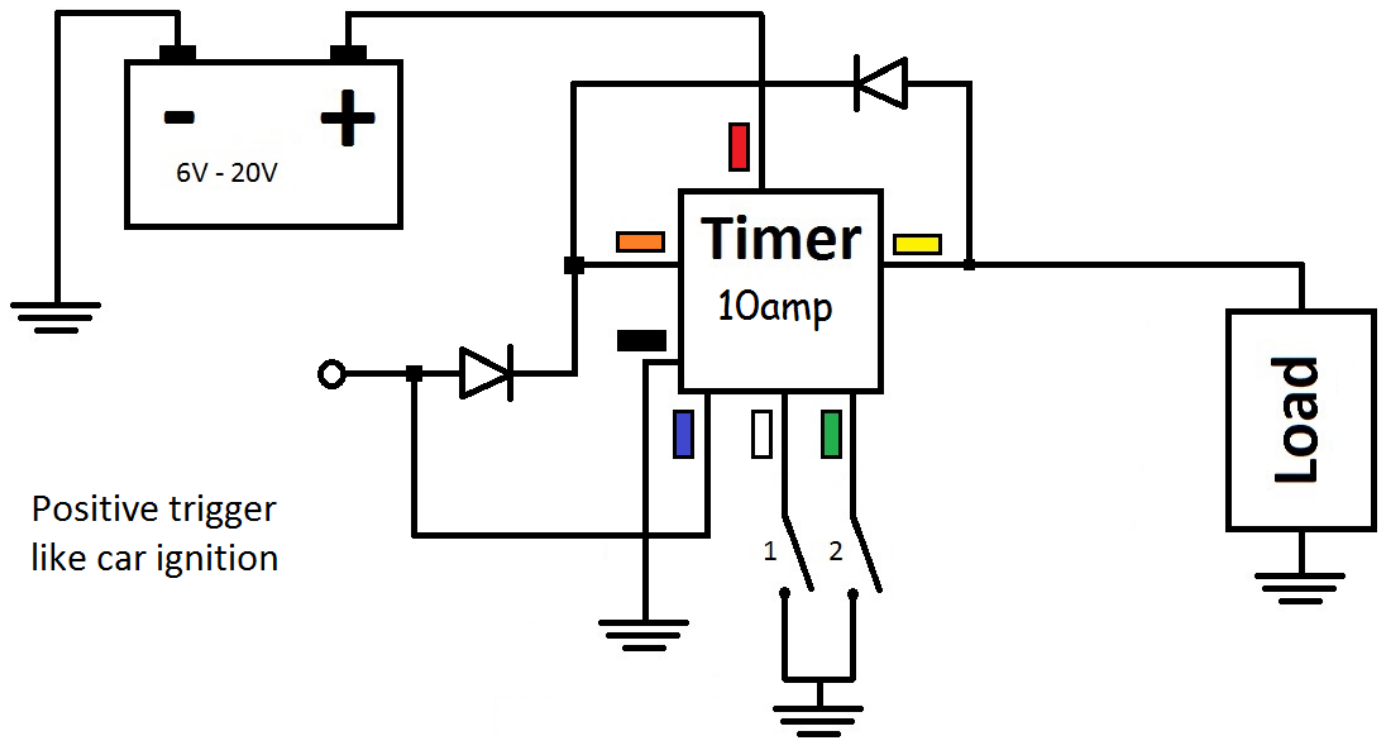 - +
6V - 20V
Timer
10amp
Load
Positive trigger
like car ignition
1 2